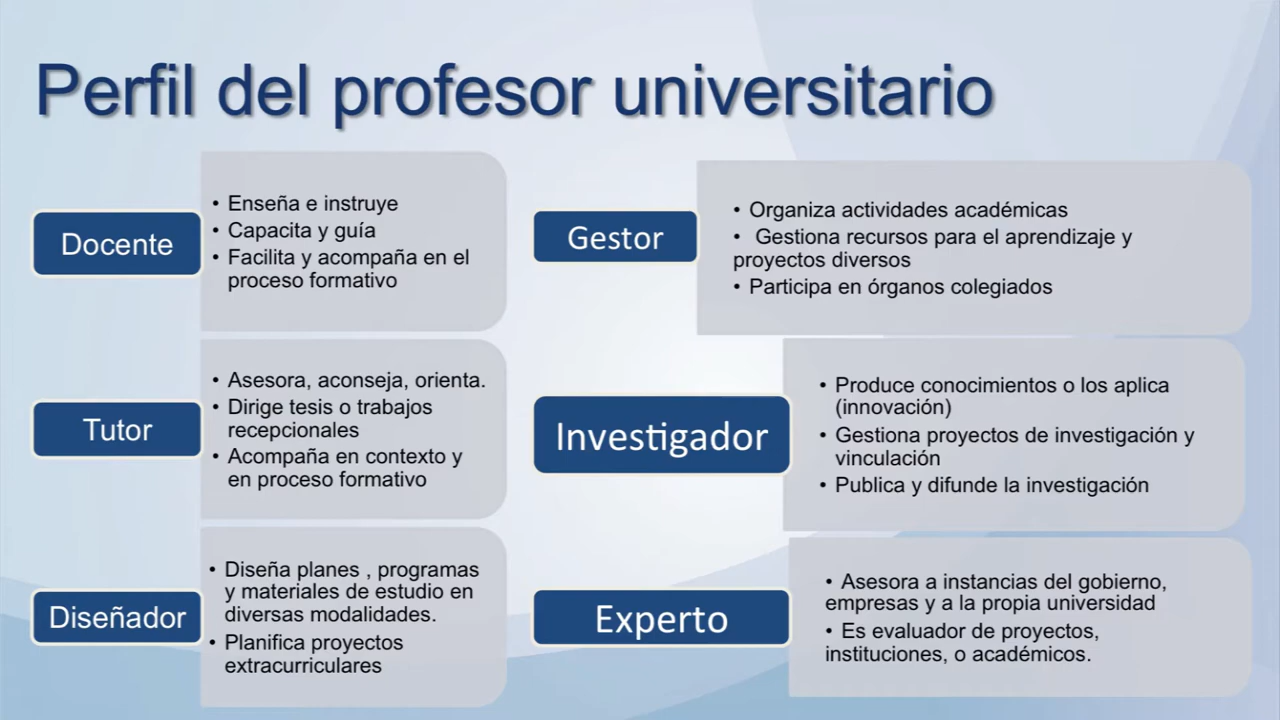 Perfil del profesor universitario
Docente
• Enseña e instruye
• Capacita y guía
• Facilita y acompaña en el
proceso formativo
Tutor
• Asesora, aconseja, orienta.
• Dirige tesis o trabajos
recepcionales
• Acompaña en contexto y
en proceso formativo
Diseñador
• Diseña planes , programas
y materiales de estudio en
diversas modalidades.
• Planifica proyectos
extracurriculares
Gestor
• Organiza actividades académicas
• Gestiona recursos para el aprendizaje y
proyectos diversos
• Participa en órganos colegiados
Investigador
• Produce conocimientos o los aplica
(innovación)
• Gestiona proyectos de investigación y
vinculación
• Publica y difunde la investigación
Experto
• Asesora a instancias del gobierno,
empresas y a la propia universidad
• Es evaluador de proyectos,
instituciones, o académicos.